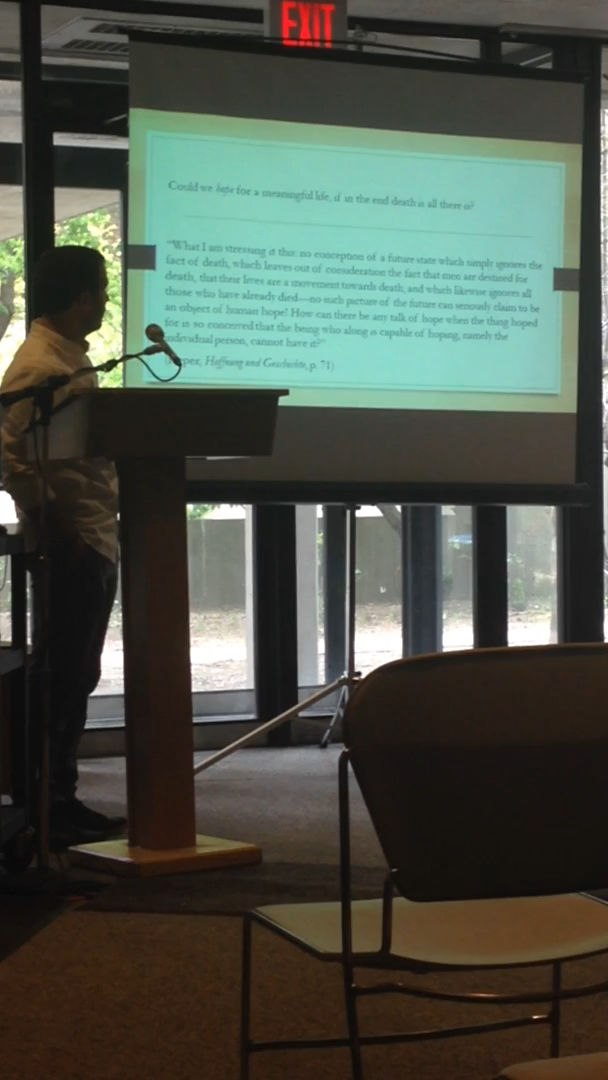 EXIT
Could we hope for a meaningful life, if in the end death is all there is?
"What I am stressing is this: no conception of a future state which simply ignores the
fact of death, which leaves out of consideration the fact that men are destined for
death, that their lives are a movement towards death, and which likewise ignores all
those who have already died—no such picture of the future can seriously claim to be
an object of human hope! How can there be any talk of hope when the thing hoped
for is so concerned that the being who along is capable of hoping, namely the
individual person, cannot have it?"
Hoffnung und Geschichte, p. 71)